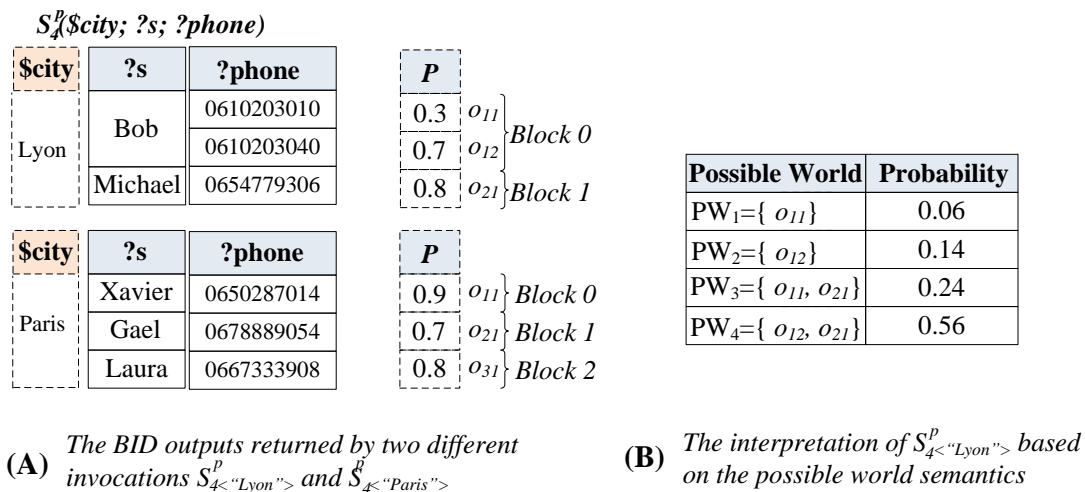 S₄ᵖ($city; ?s; ?phone)
$city ?s ?phone P
Lyon Bob 0610203010 0.3 o₁₁ Block 0
0610203040 0.7 o₁₂
Michael 0654779306 0.8 o₂₁ Block 1
$city ?s ?phone P
Paris Xavier 0650287014 0.9 o₁₁ Block 0
Gael 0678889054 0.7 o₂₁ Block 1
Laura 0667333908 0.8 o₃₁ Block 2
(A) The BID outputs returned by two different
invocations Sᵖ₄<“Lyon”> and Sᵖ₄<“Paris”>
Possible World Probability
PW₁={ o₁₁} 0.06
PW₂={ o₁₂} 0.14
PW₃={ o₁₁, o₂₁} 0.24
PW₄={ o₁₂, o₂₁} 0.56
(B) The interpretation of Sᵖ₄<“Lyon”> based
on the possible world semantics